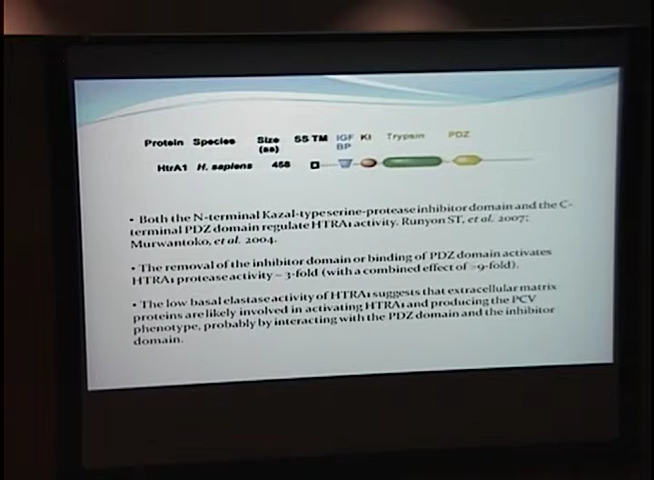 Protein Species Size (aa) SS TM IGF BP KI Trypsin PDZ
HtrA1 H. sapiens 458
• Both the N-terminal Kazal-type serine-protease inhibitor domain and the C-
terminal PDZ domain regulate HTRA1 activity. Runyon ST, et al. 2007;
Murwantoko, et al. 2004.
• The removal of the inhibitor domain or binding of PDZ domain activates
HTRA1 protease activity ~ 3-fold (with a combined effect of >9-fold).
• The low basal elastase activity of HTRA1 suggests that extracellular matrix
proteins are likely involved in activating HTRA1 and producing the PCV
phenotype, probably by interacting with the PDZ domain and the inhibitor
domain.